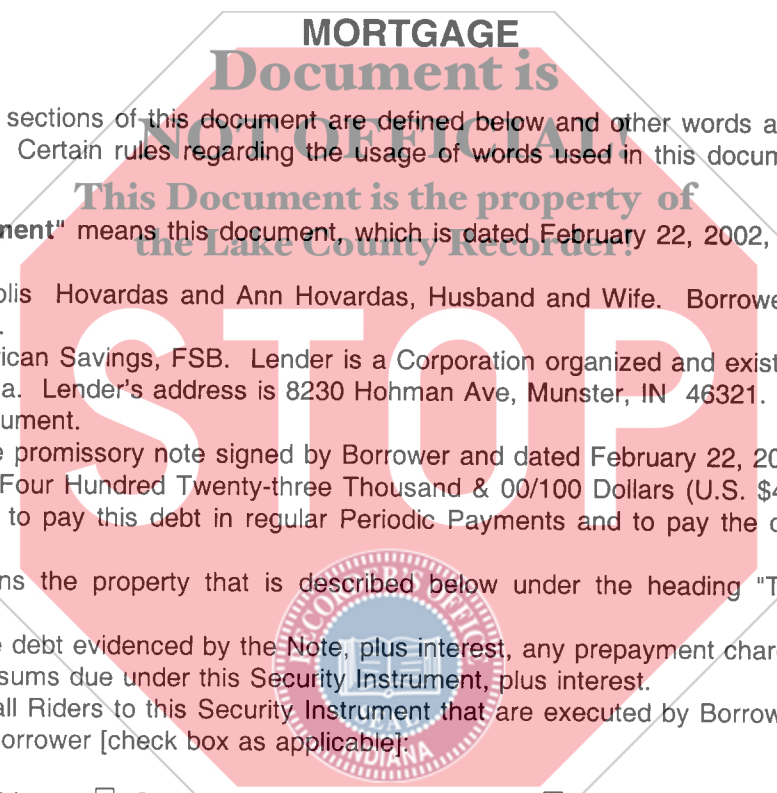 MORTGAGE
Document is
NOT OFFICIAL!
This Document is the property of
the Lake County Recorder!
STOP
sections of this document are defined below and other words a
Certain rules regarding the usage of words used in this docum
nent" means this document, which is dated February 22, 2002,
olis Hovardas and Ann Hovardas, Husband and Wife. Borrowe
rican Savings, FSB. Lender is a Corporation organized and exist
a. Lender's address is 8230 Hohman Ave, Munster, IN 46321.
ument.
e promissory note signed by Borrower and dated February 22, 20
Four Hundred Twenty-three Thousand & 00/100 Dollars (U.S. $4
to pay this debt in regular Periodic Payments and to pay the d
ns the property that is described below under the heading "T
e debt evidenced by the Note, plus interest, any prepayment char
sums due under this Security Instrument, plus interest.
all Riders to this Security Instrument that are executed by Borrow
orrower [check box as applicable]:
RECORDER'S OFFICE
INDIANA